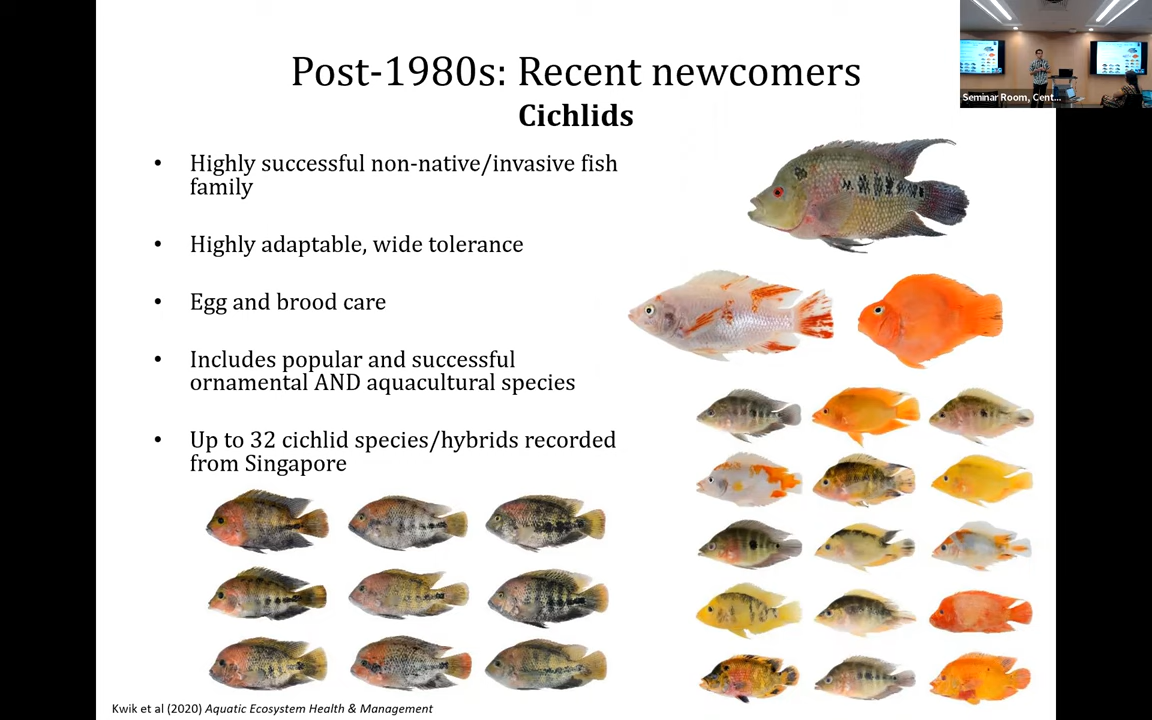 Post-1980s: Recent newcomers
Cichlids
• Highly successful non-native/invasive fish
family
• Highly adaptable, wide tolerance
• Egg and brood care
• Includes popular and successful
ornamental AND aquacultural species
• Up to 32 cichlid species/hybrids recorded
from Singapore
Kwik et al (2020) Aquatic Ecosystem Health & Management
Seminar Room, Cent...